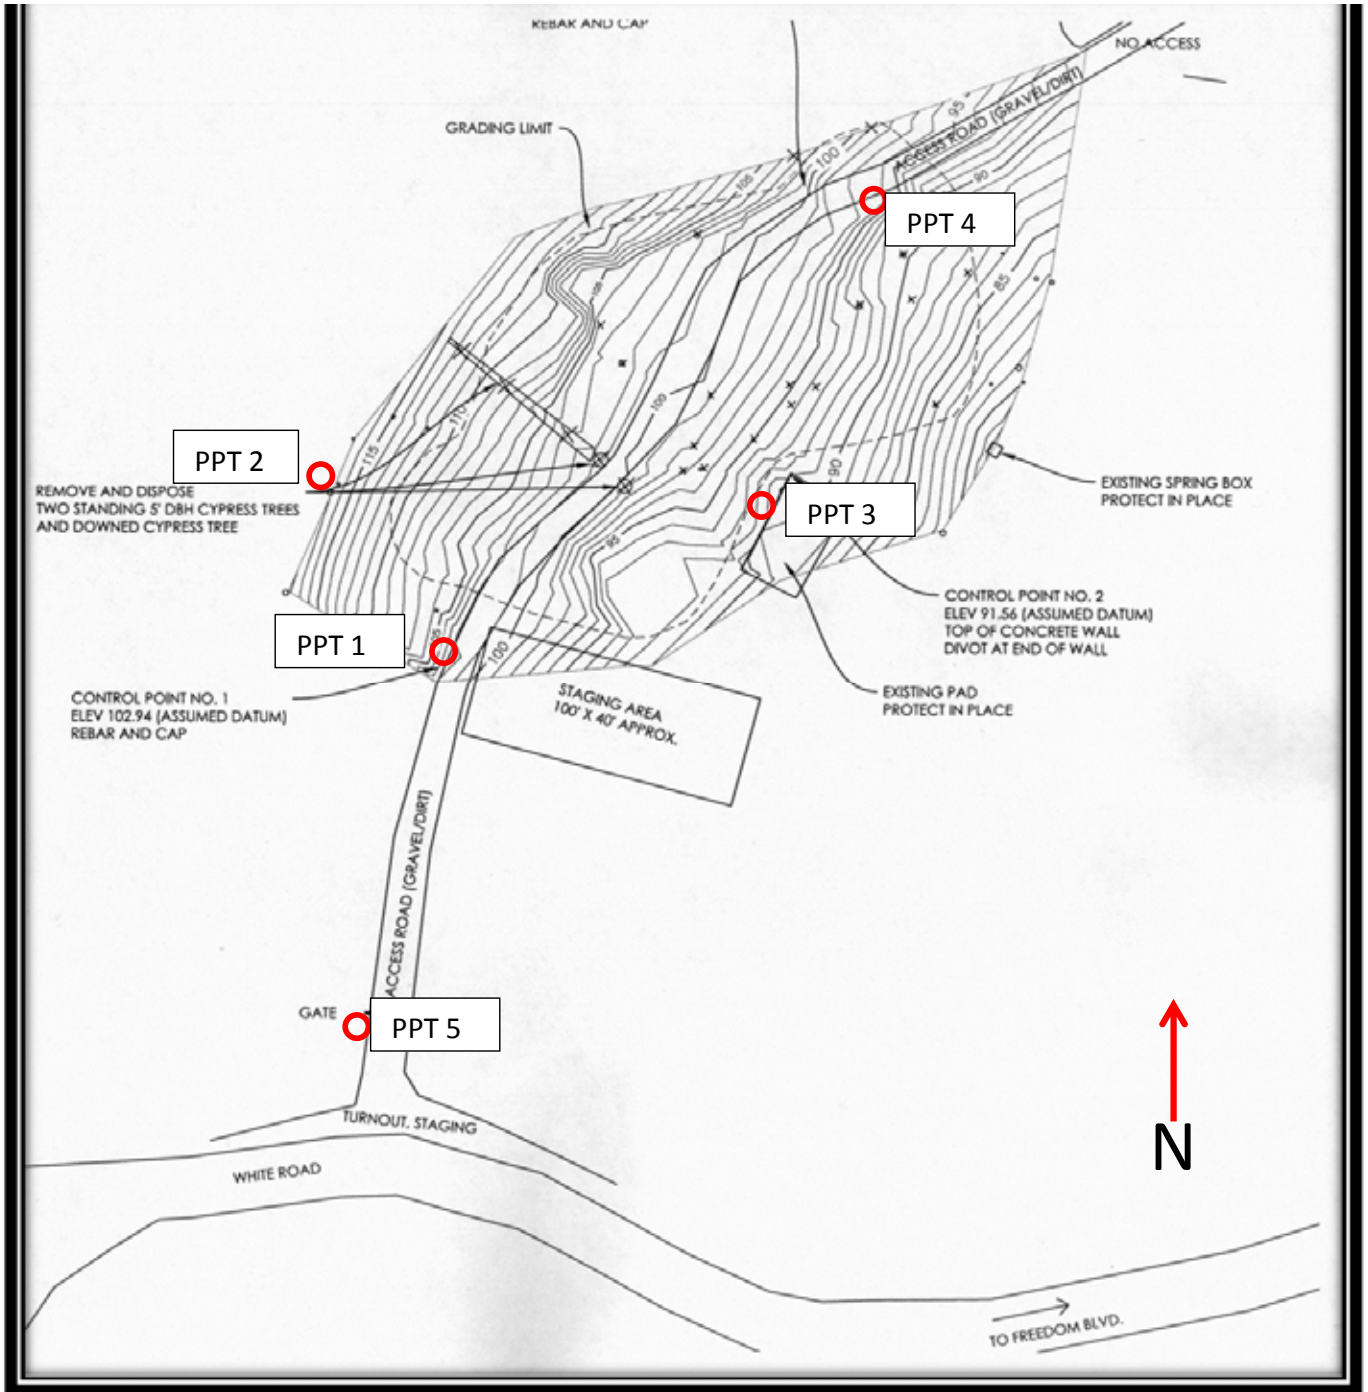 REBAR AND CAP
NO ACCESS
ACCESS ROAD (GRAVEL/DIRT)
95
GRADING LIMIT
100
105
90
PPT 4
85
105
100
110
115
PPT 2
90
REMOVE AND DISPOSE
TWO STANDING 5' DBH CYPRESS TREES
AND DOWNED CYPRESS TREE
EXISTING SPRING BOX
PROTECT IN PLACE
PPT 3
95
CONTROL POINT NO. 2
ELEV 91.56 (ASSUMED DATUM)
TOP OF CONCRETE WALL
DIVOT AT END OF WALL
PPT 1
100
CONTROL POINT NO. 1
ELEV 102.94 (ASSUMED DATUM)
REBAR AND CAP
STAGING AREA
100' X 40' APPROX.
EXISTING PAD
PROTECT IN PLACE
ACCESS ROAD (GRAVEL/DIRT)
GATE
PPT 5
TURNOUT, STAGING
WHITE ROAD
N
TO FREEDOM BLVD.